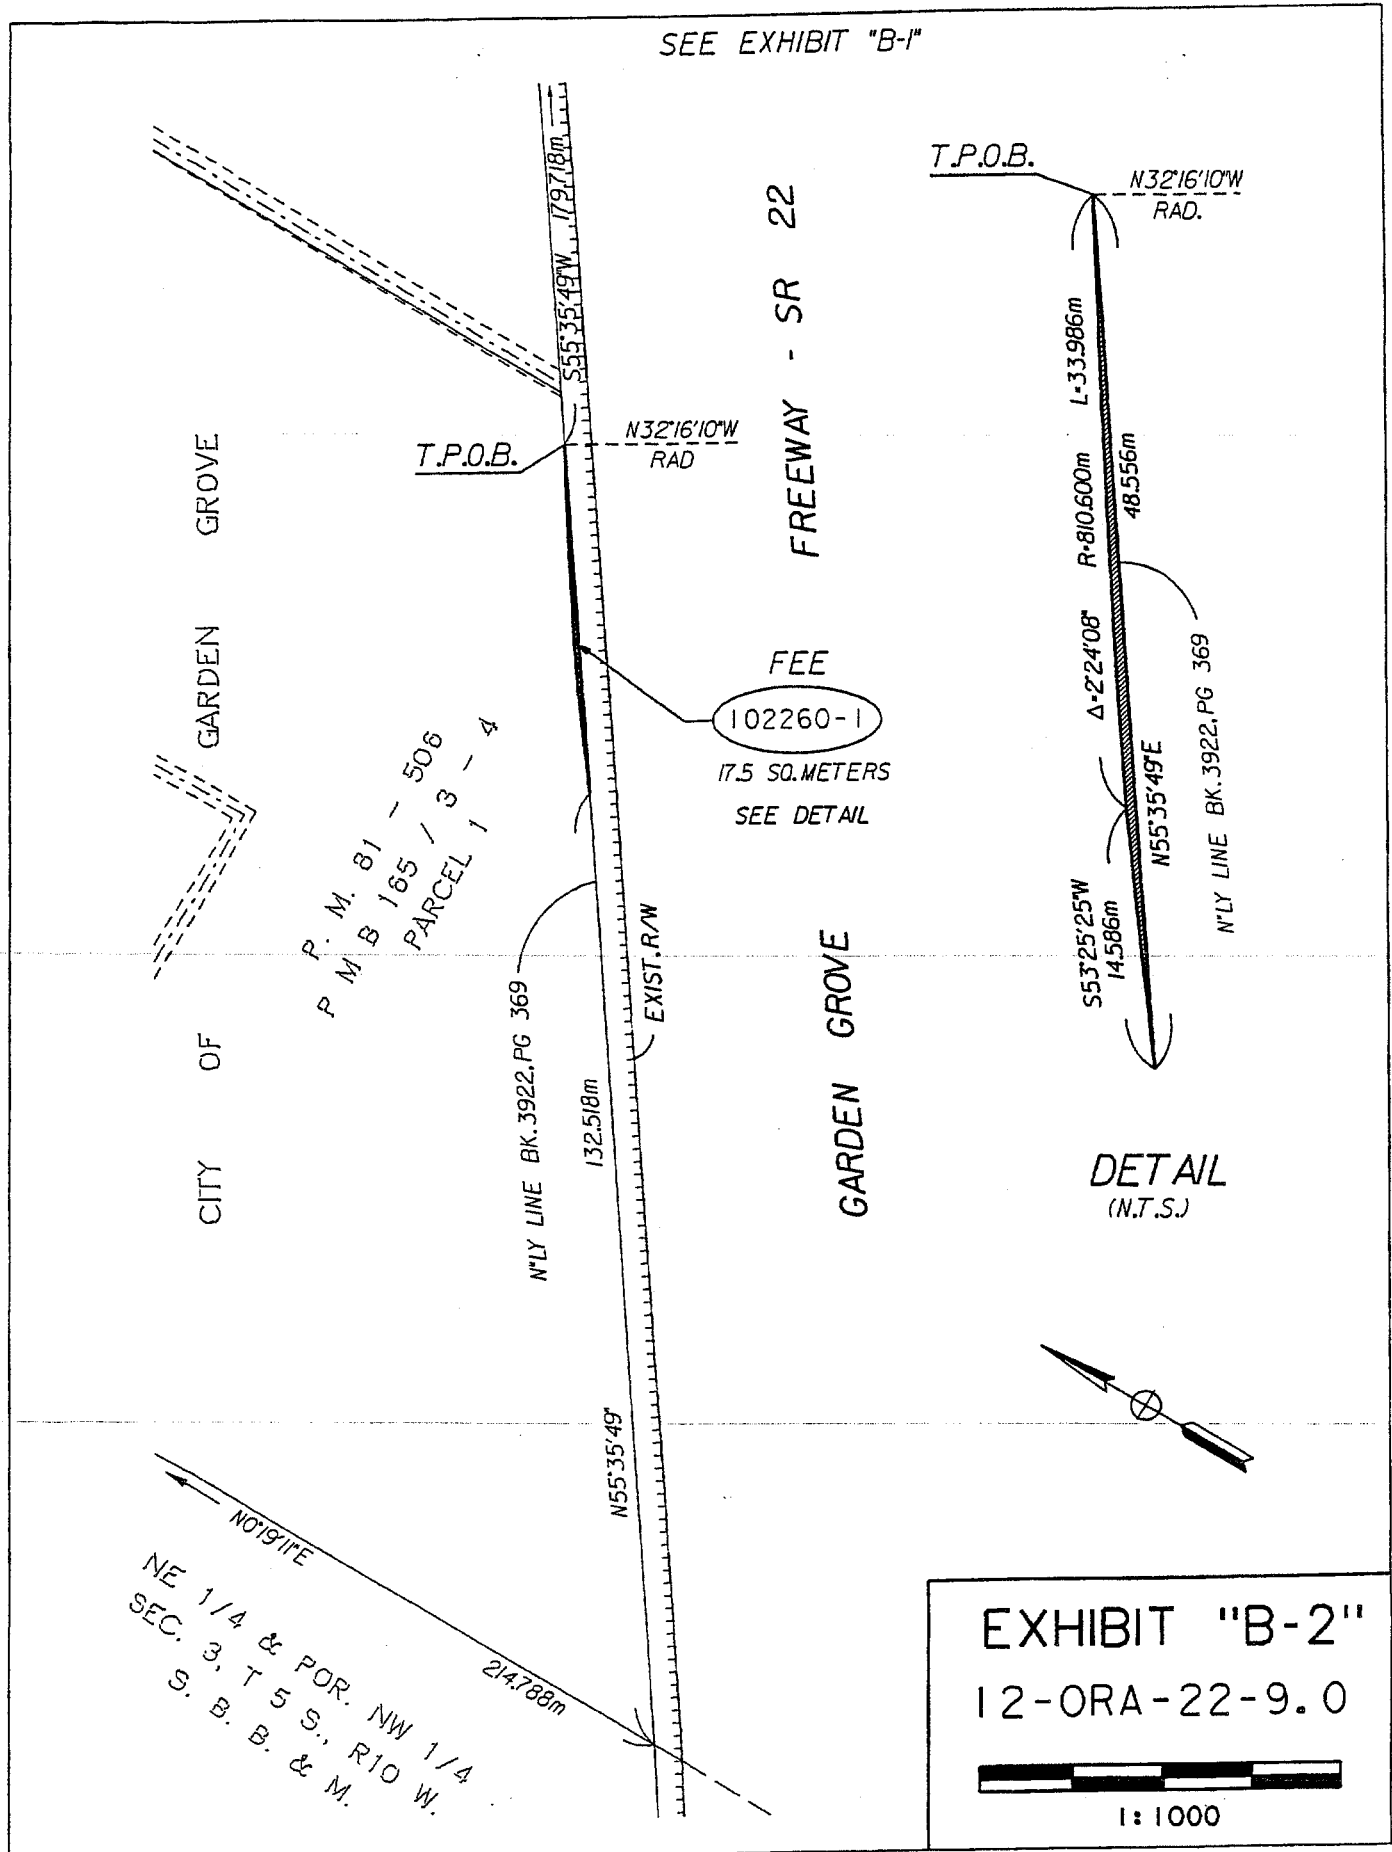 SEE EXHIBIT "B-1"
S55°35'49"W 179.718m
T.P.O.B.
N32°16'10"W
RAD
CITY OF GARDEN GROVE
P. M. 81 - 506
P M B 165 / 3 - 4
PARCEL 1
FEE
102260-1
17.5 SQ.METERS
SEE DETAIL
FREEWAY - SR 22
GARDEN GROVE
N'LY LINE BK.3922,PG 369
EXIST.R/W
132.518m
N55°35'49"
N0°19'11"E
214.788m
NE 1/4 & POR. NW 1/4
SEC. 3, T 5 S., R10 W.
S. B. B. & M.
T.P.O.B.
N32°16'10"W
RAD.
Δ=2°24'08" R=810.600m L=33.986m
48.556m
N55°35'49"E
S53°25'25"W
14.586m
N'LY LINE BK.3922,PG 369
DETAIL
(N.T.S.)
EXHIBIT "B-2"
12-ORA-22-9.0
1:1000